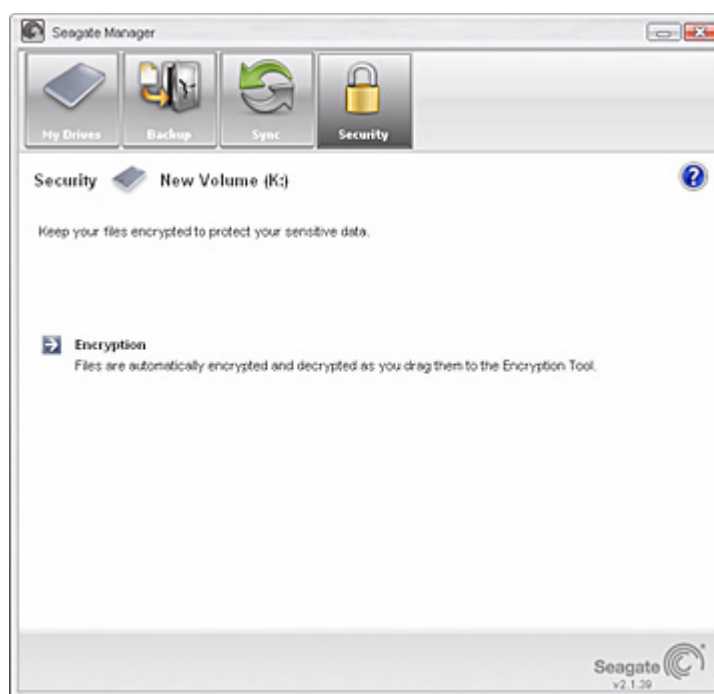 Seagate Manager
My Drives Backup Sync Security
Security New Volume (K:)
?
Keep your files encrypted to protect your sensitive data.
Encryption
Files are automatically encrypted and decrypted as you drag them to the Encryption Tool.
Seagate
v2.1.39